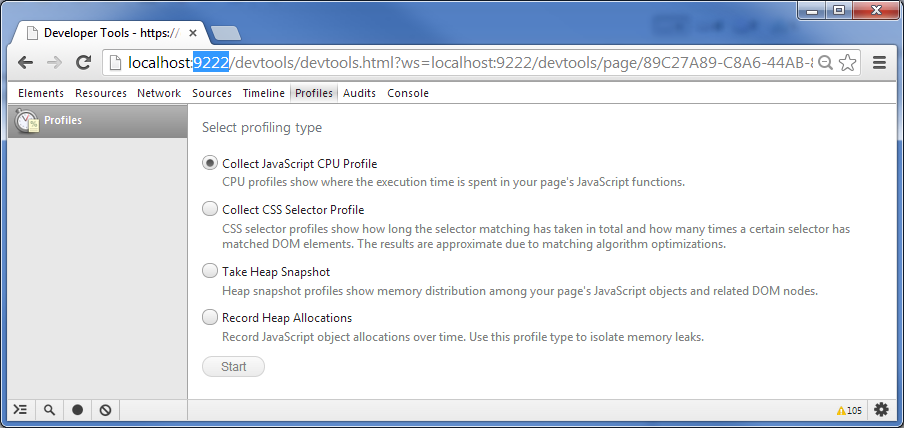 Developer Tools - https://
localhost:9222/devtools/devtools.html?ws=localhost:9222/devtools/page/89C27A89-C8A6-44AB-8
Elements Resources Network Sources Timeline Profiles Audits Console
Profiles
Select profiling type
Collect JavaScript CPU Profile
CPU profiles show where the execution time is spent in your page's JavaScript functions.
Collect CSS Selector Profile
CSS selector profiles show how long the selector matching has taken in total and how many times a certain selector has
matched DOM elements. The results are approximate due to matching algorithm optimizations.
Take Heap Snapshot
Heap snapshot profiles show memory distribution among your page's JavaScript objects and related DOM nodes.
Record Heap Allocations
Record JavaScript object allocations over time. Use this profile type to isolate memory leaks.
Start
105